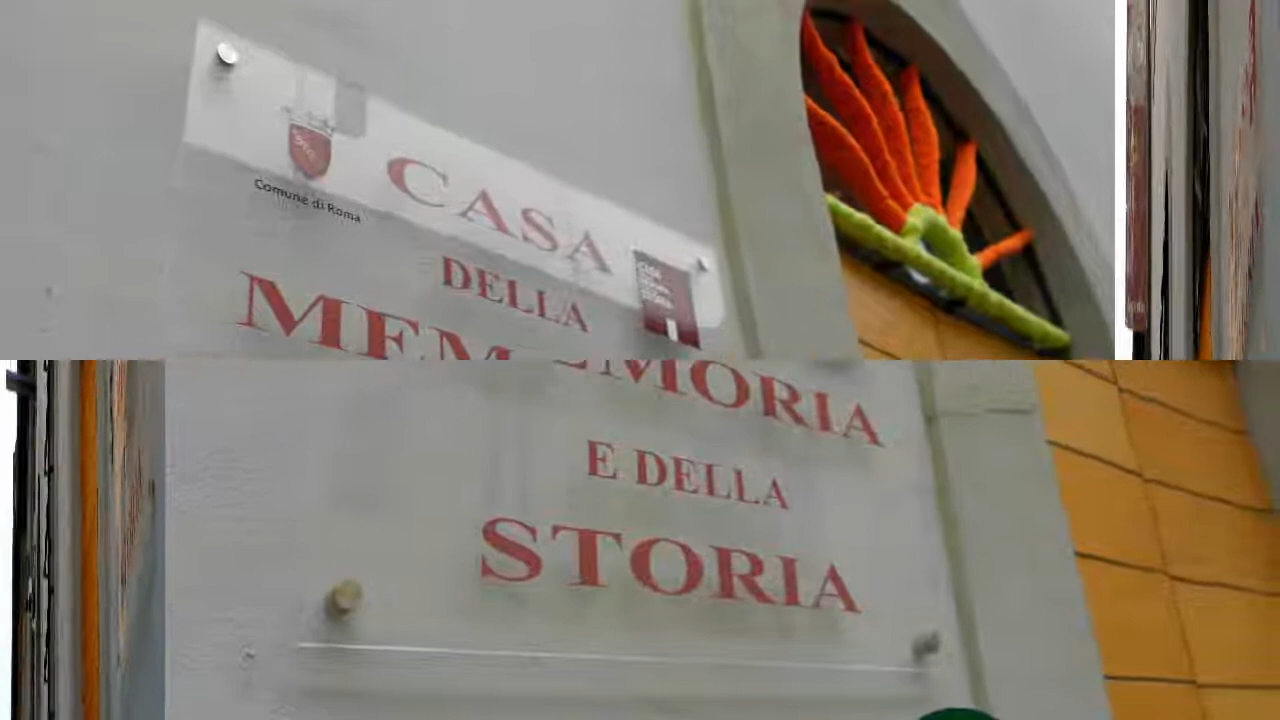 Comune di Roma
CASA
DELLA
MEMORIA
E DELLA
STORIA